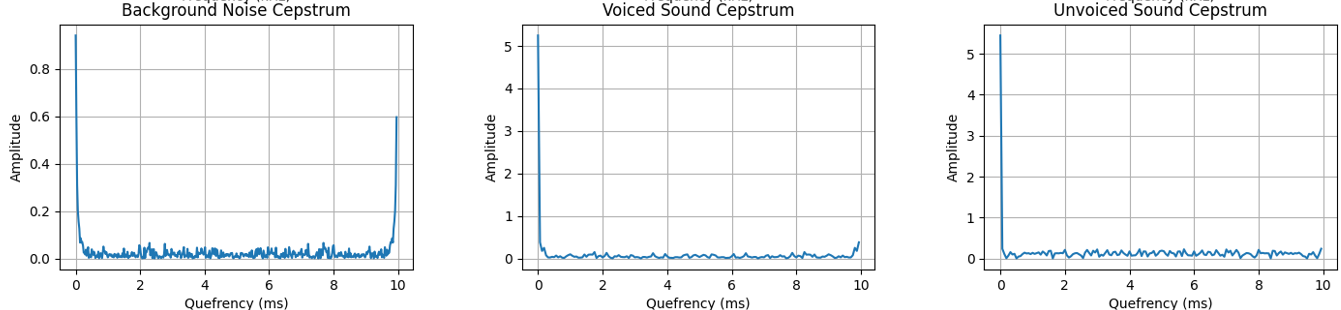 Background Noise Cepstrum
Voiced Sound Cepstrum
Unvoiced Sound Cepstrum
Amplitude
0.8
0.6
0.4
0.2
0.0
0 2 4 6 8 10
Quefrency (ms)
Amplitude
5
4
3
2
1
0
0 2 4 6 8 10
Quefrency (ms)
Amplitude
5
4
3
2
1
0
0 2 4 6 8 10
Quefrency (ms)